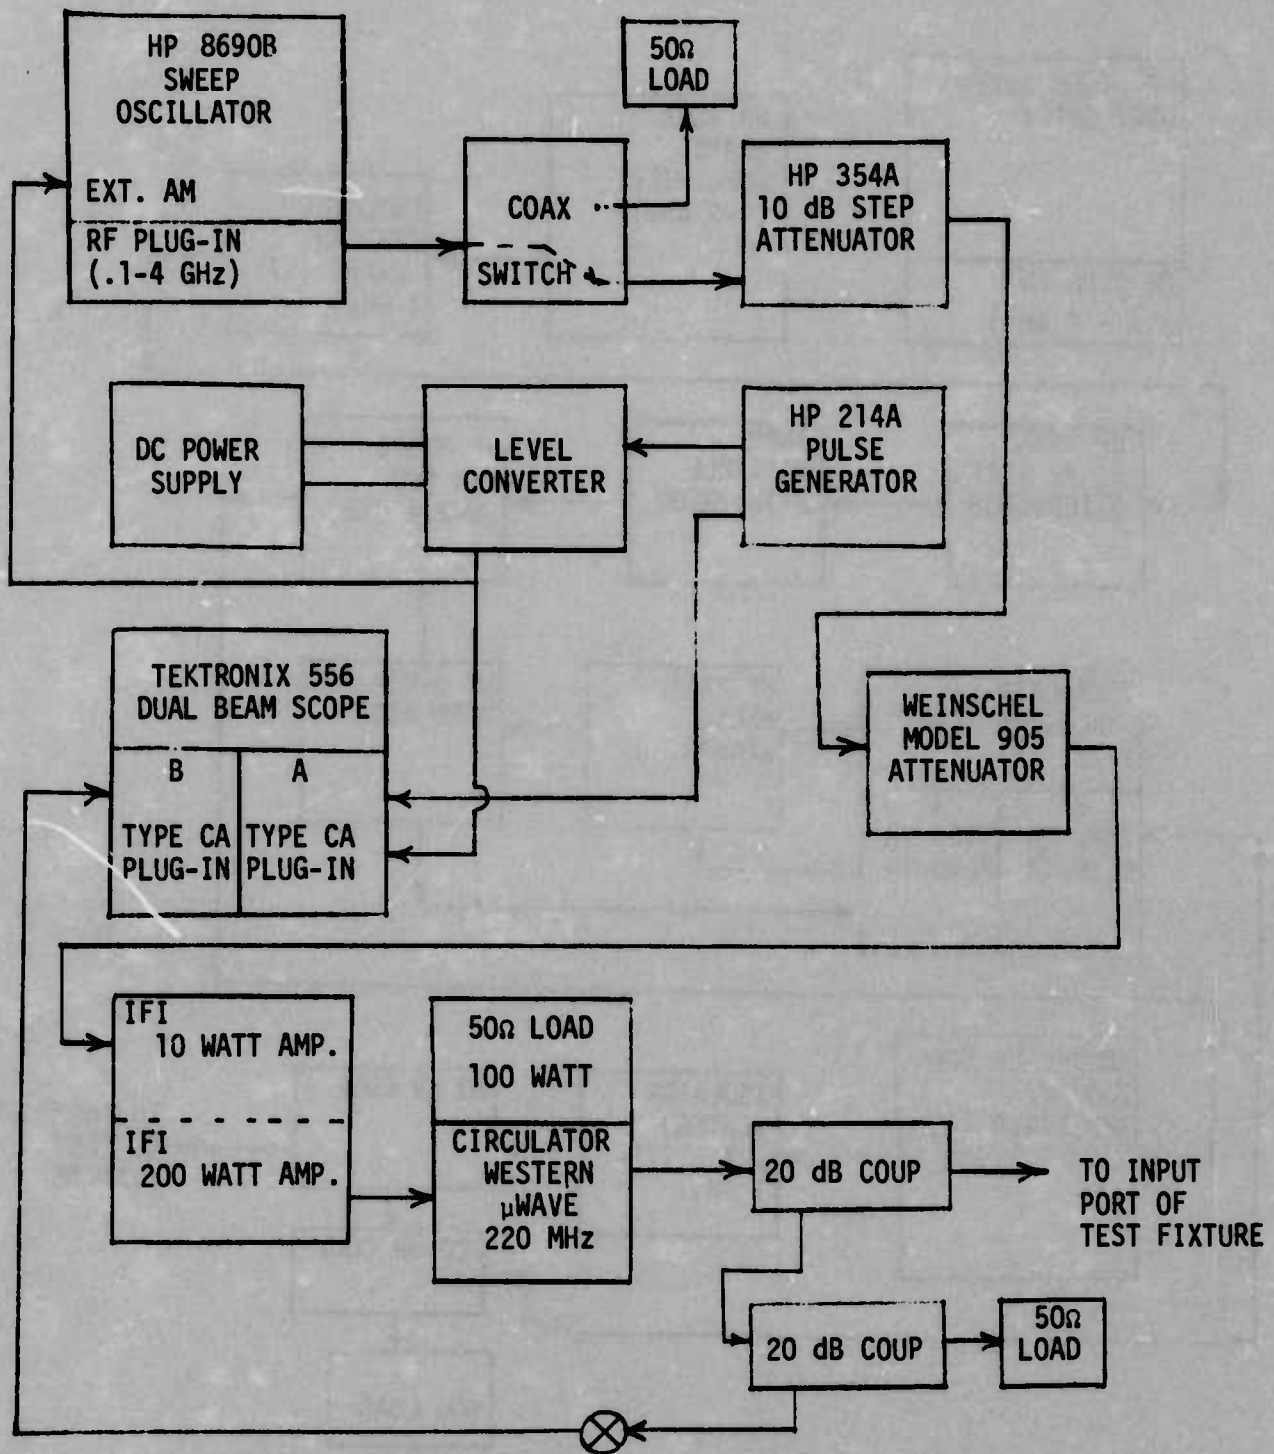 HP 8690B
SWEEP
OSCILLATOR
EXT. AM
RF PLUG-IN
(.1-4 GHz)
50Ω
LOAD
COAX
SWITCH
HP 354A
10 dB STEP
ATTENUATOR
DC POWER
SUPPLY
LEVEL
CONVERTER
HP 214A
PULSE
GENERATOR
TEKTRONIX 556
DUAL BEAM SCOPE
B
TYPE CA
PLUG-IN
A
TYPE CA
PLUG-IN
WEINSCHEL
MODEL 905
ATTENUATOR
IFI
10 WATT AMP.
IFI
200 WATT AMP.
50Ω LOAD
100 WATT
CIRCULATOR
WESTERN
μWAVE
220 MHz
20 dB COUP
TO INPUT
PORT OF
TEST FIXTURE
20 dB COUP
50Ω
LOAD